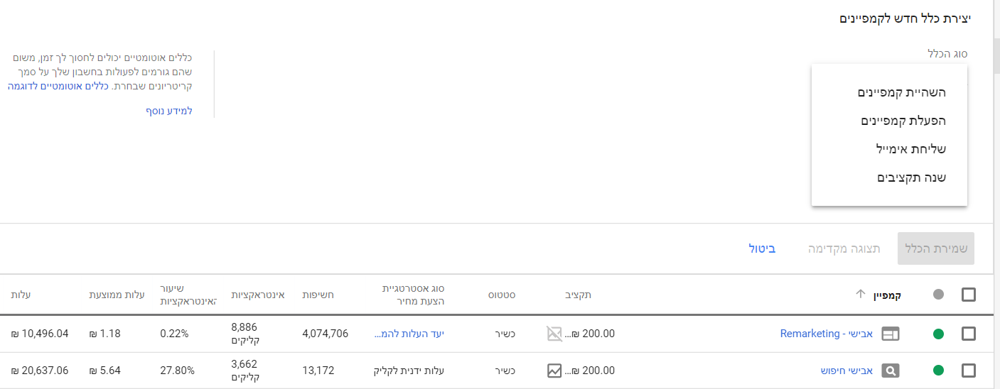 יצירת כלל חדש לקמפיינים
סוג הכלל
השהיית קמפיינים
הפעלת קמפיינים
שליחת אימייל
שנה תקציבים
כללים אוטומטיים יכולים לחסוך לך זמן, משום
שהם גורמים לפעולות בחשבון שלך על סמך
קריטריונים שבחרת. כללים אוטומטיים לדוגמה
למידע נוסף
שמירת הכלל תצוגה מקדימה ביטול
קמפיין תקציב סטטוס סוג אסטרטגיית הצעת מחיר חשיפות אינטראקציות שיעור האינטראקציות עלות ממוצעת עלות
אבישי - Remarketing ‏200.00 ₪... כשיר יעד העלות להמ... 4,074,706 8,886 קליקים 0.22% ‏1.18 ₪ ‏10,496.04 ₪
אבישי חיפוש ‏200.00 ₪... כשיר עלות ידנית לקליק 13,172 3,662 קליקים 27.80% ‏5.64 ₪ ‏20,637.06 ₪